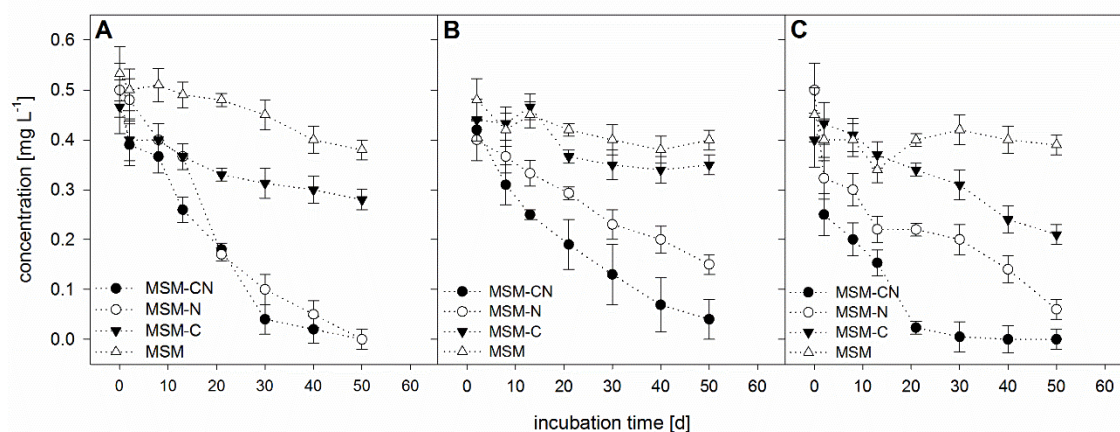 A
B
C
concentration [mg L⁻¹]
0.6
0.5
0.4
0.3
0.2
0.1
0.0
MSM-CN
MSM-N
MSM-C
MSM
MSM-CN
MSM-N
MSM-C
MSM
MSM-CN
MSM-N
MSM-C
MSM
0 10 20 30 40 50 60
0 10 20 30 40 50 60
0 10 20 30 40 50 60
incubation time [d]